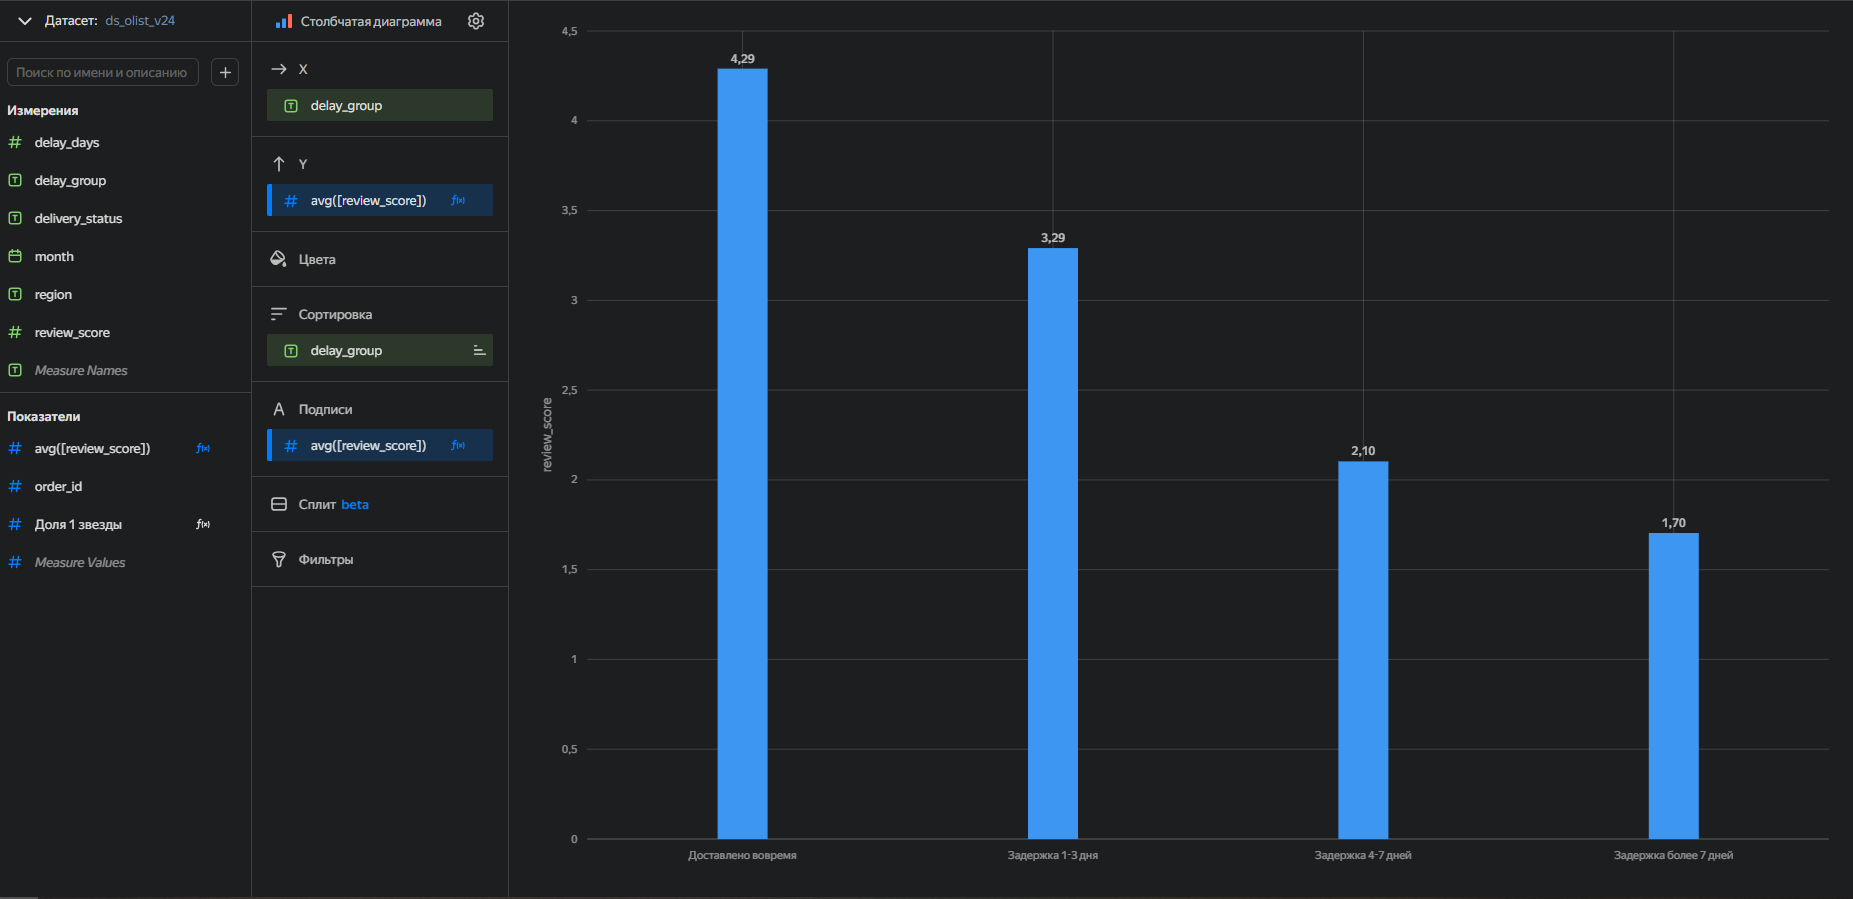 Датасет: ds_olist_v24
Поиск по имени и описанию
Измерения
delay_days
delay_group
delivery_status
month
region
review_score
Measure Names
Показатели
avg([review_score]) f(x)
order_id
Доля 1 звезды f(x)
Measure Values
Столбчатая диаграмма
X
delay_group
Y
avg([review_score]) f(x)
Цвета
Сортировка
delay_group
Подписи
avg([review_score]) f(x)
Сплит beta
Фильтры
review_score
4,5
4
3,5
3
2,5
2
1,5
1
0,5
0
4,29
3,29
2,10
1,70
Доставлено вовремя
Задержка 1-3 дня
Задержка 4-7 дней
Задержка более 7 дней